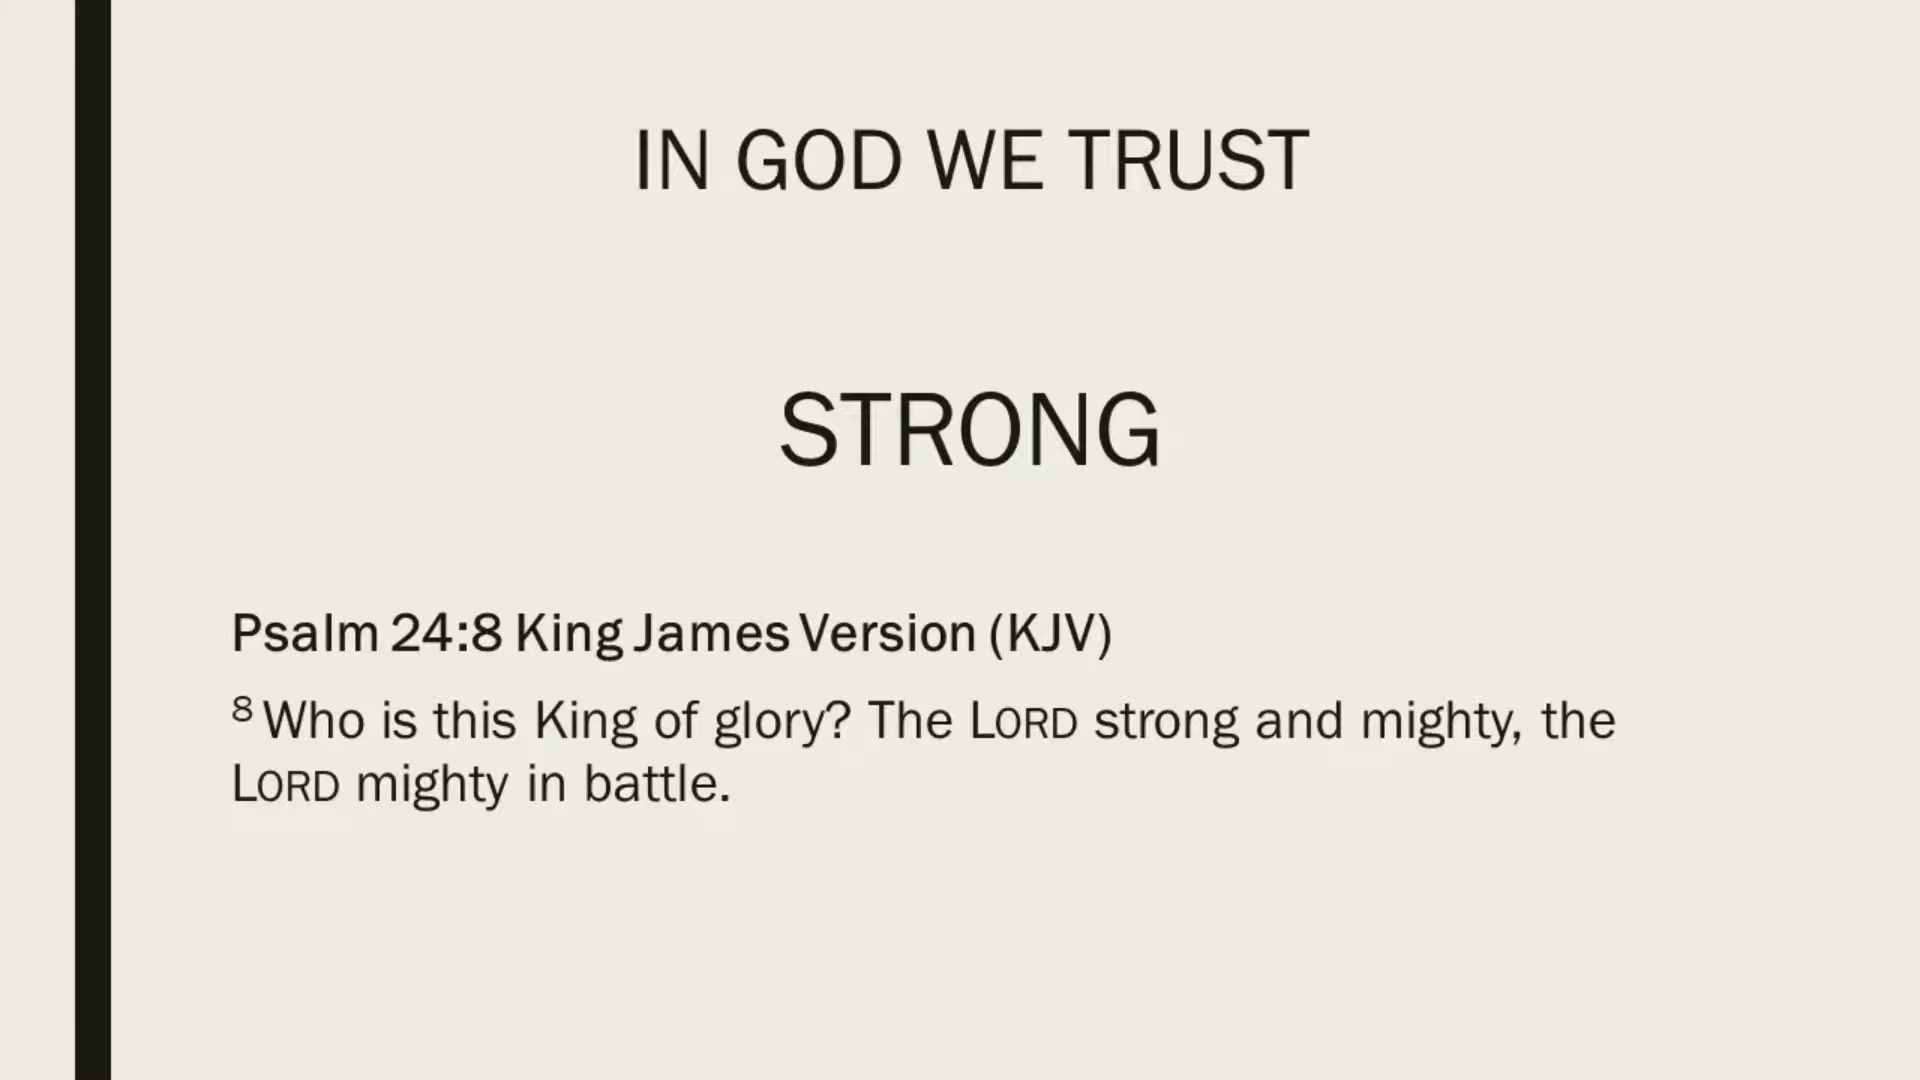 IN GOD WE TRUST
STRONG
Psalm 24:8 King James Version (KJV)
8 Who is this King of glory? The LORD strong and mighty, the
LORD mighty in battle.